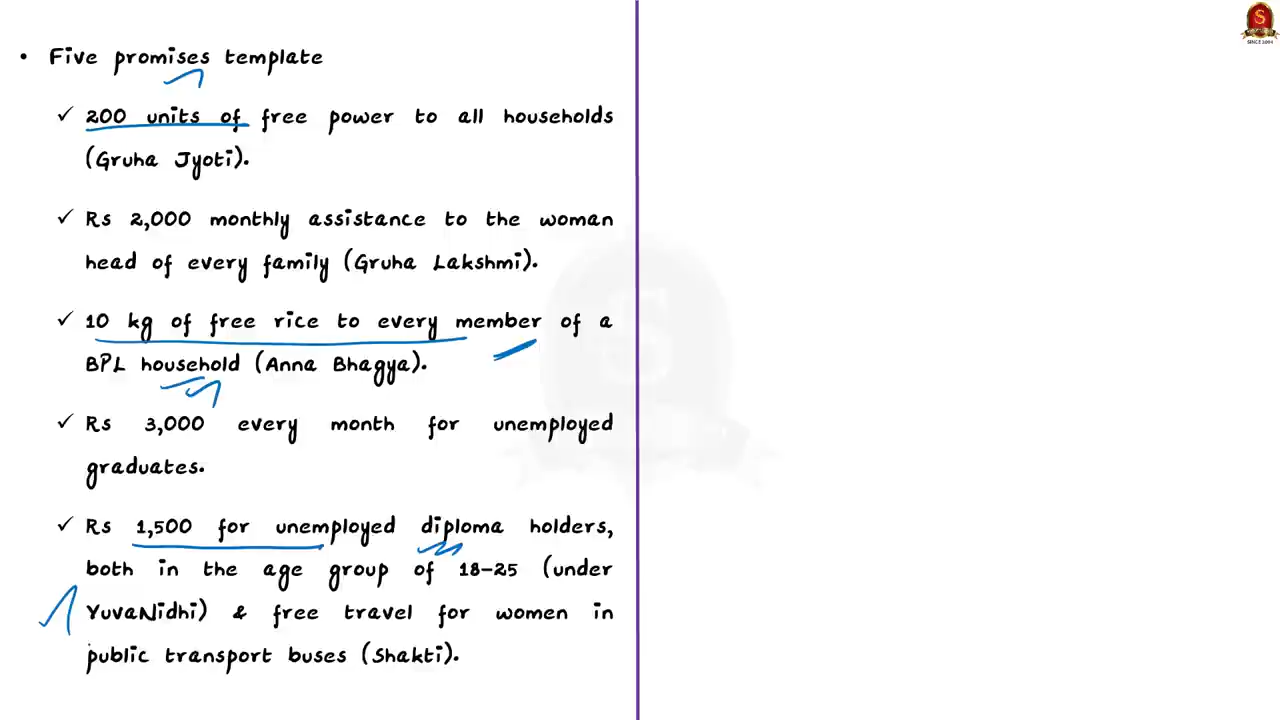 • Five promises template
✓ 200 units of free power to all households
(Gruha Jyoti).
✓ Rs 2,000 monthly assistance to the woman
head of every family (Gruha Lakshmi).
✓ 10 kg of free rice to every member of a
BPL household (Anna Bhagya).
✓ Rs 3,000 every month for unemployed
graduates.
✓ Rs 1,500 for unemployed diploma holders,
both in the age group of 18-25 (under
YuvaNidhi) & free travel for women in
public transport buses (Shakti).
S
SINCE 2004
S